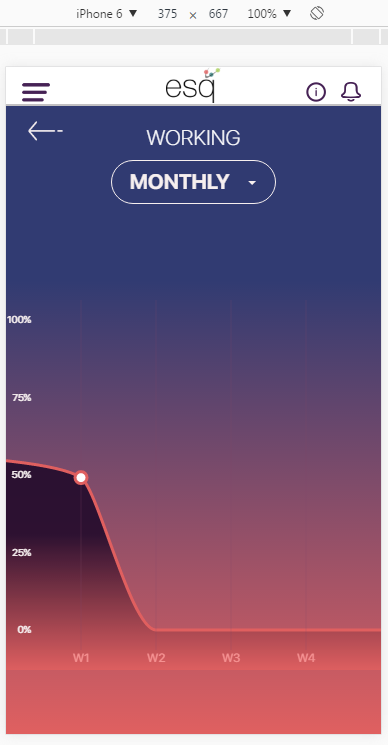 iPhone 6 ▼ 375 × 667 100% ▼
esq
WORKING
MONTHLY
100%
75%
50%
25%
0%
W1 W2 W3 W4